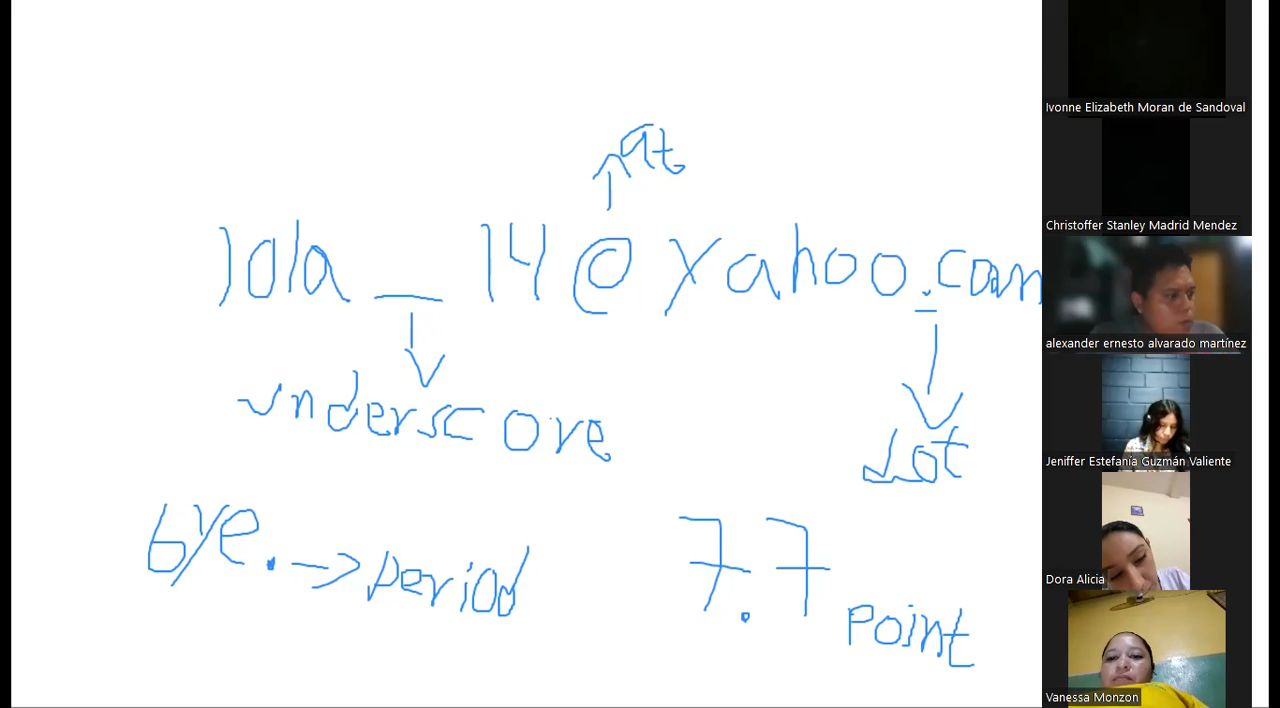 at
lola_14@yahoo.com
underscore
dot
bye. → period
7.7 point
Ivonne Elizabeth Moran de Sandoval
Christoffer Stanley Madrid Mendez
alexander ernesto alvarado martínez
Jeniffer Estefanía Guzmán Valiente
Dora Alicia
Vanessa Monzon